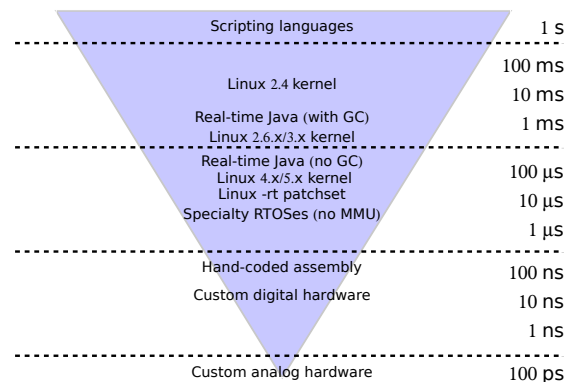 Scripting languages
1 s
100 ms
Linux 2.4 kernel
10 ms
Real-time Java (with GC)
1 ms
Linux 2.6.x/3.x kernel
Real-time Java (no GC)
100 µs
Linux 4.x/5.x kernel
Linux -rt patchset
10 µs
Specialty RTOSes (no MMU)
1 µs
Hand-coded assembly
100 ns
Custom digital hardware
10 ns
1 ns
Custom analog hardware
100 ps